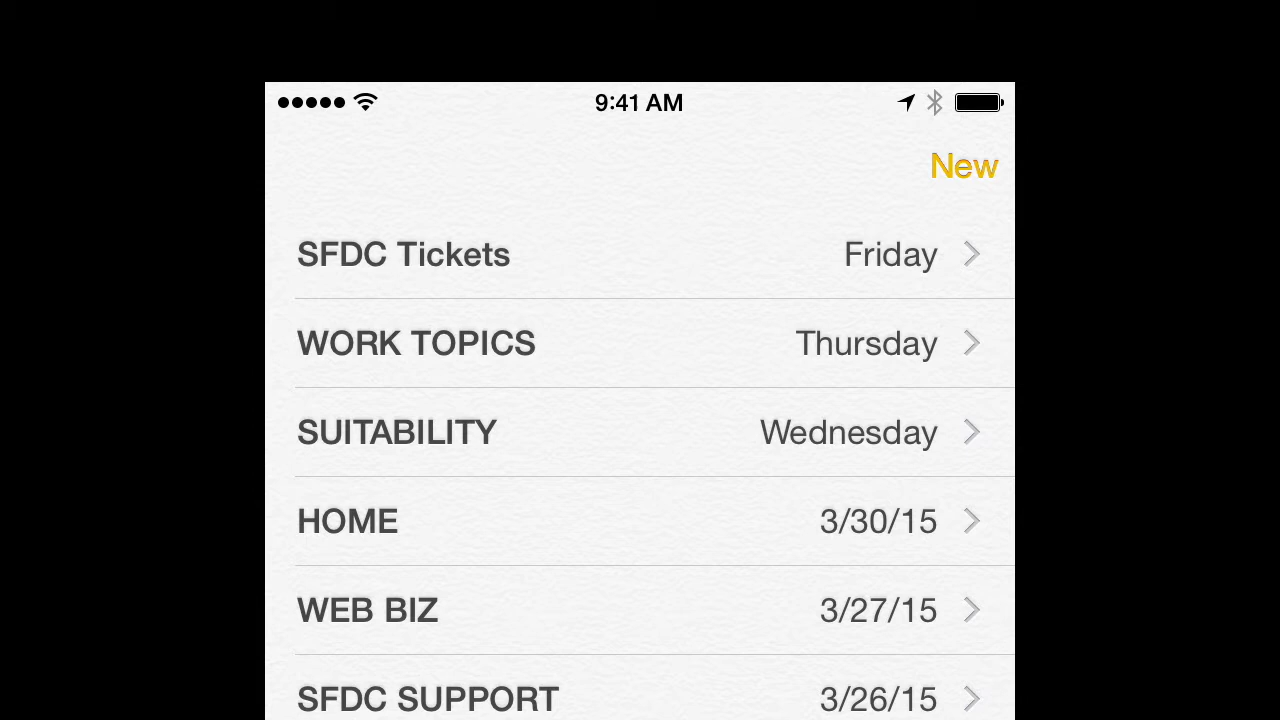 9:41 AM
New
SFDC Tickets Friday
WORK TOPICS Thursday
SUITABILITY Wednesday
HOME 3/30/15
WEB BIZ 3/27/15
SFDC SUPPORT 3/26/15